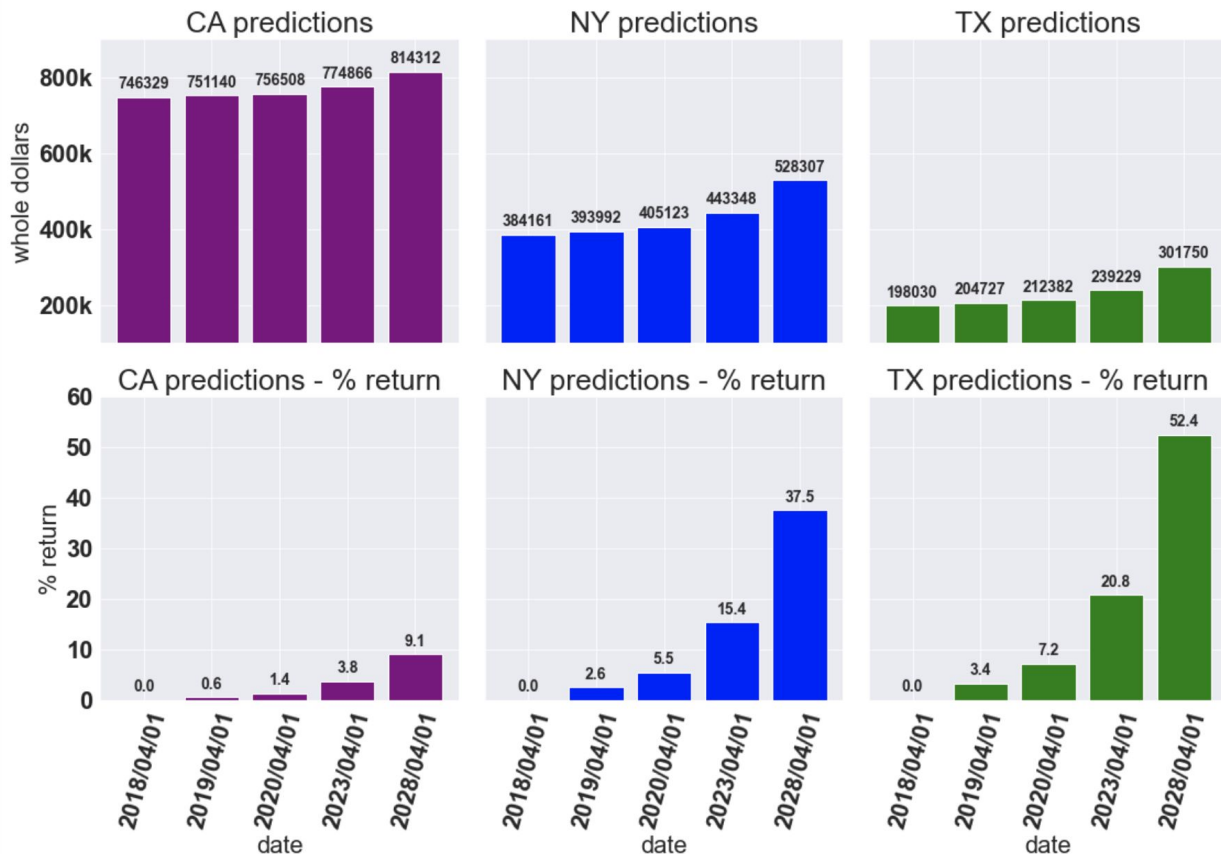 CA predictions
NY predictions
TX predictions
whole dollars
800k
600k
400k
200k
746329 751140 756508 774866 814312
384161 393992 405123 443348 528307
198030 204727 212382 239229 301750
CA predictions - % return
NY predictions - % return
TX predictions - % return
% return
60
50
40
30
20
10
0
0.0 0.6 1.4 3.8 9.1
0.0 2.6 5.5 15.4 37.5
0.0 3.4 7.2 20.8 52.4
2018/04/01 2019/04/01 2020/04/01 2023/04/01 2028/04/01
2018/04/01 2019/04/01 2020/04/01 2023/04/01 2028/04/01
2018/04/01 2019/04/01 2020/04/01 2023/04/01 2028/04/01
date
date
date